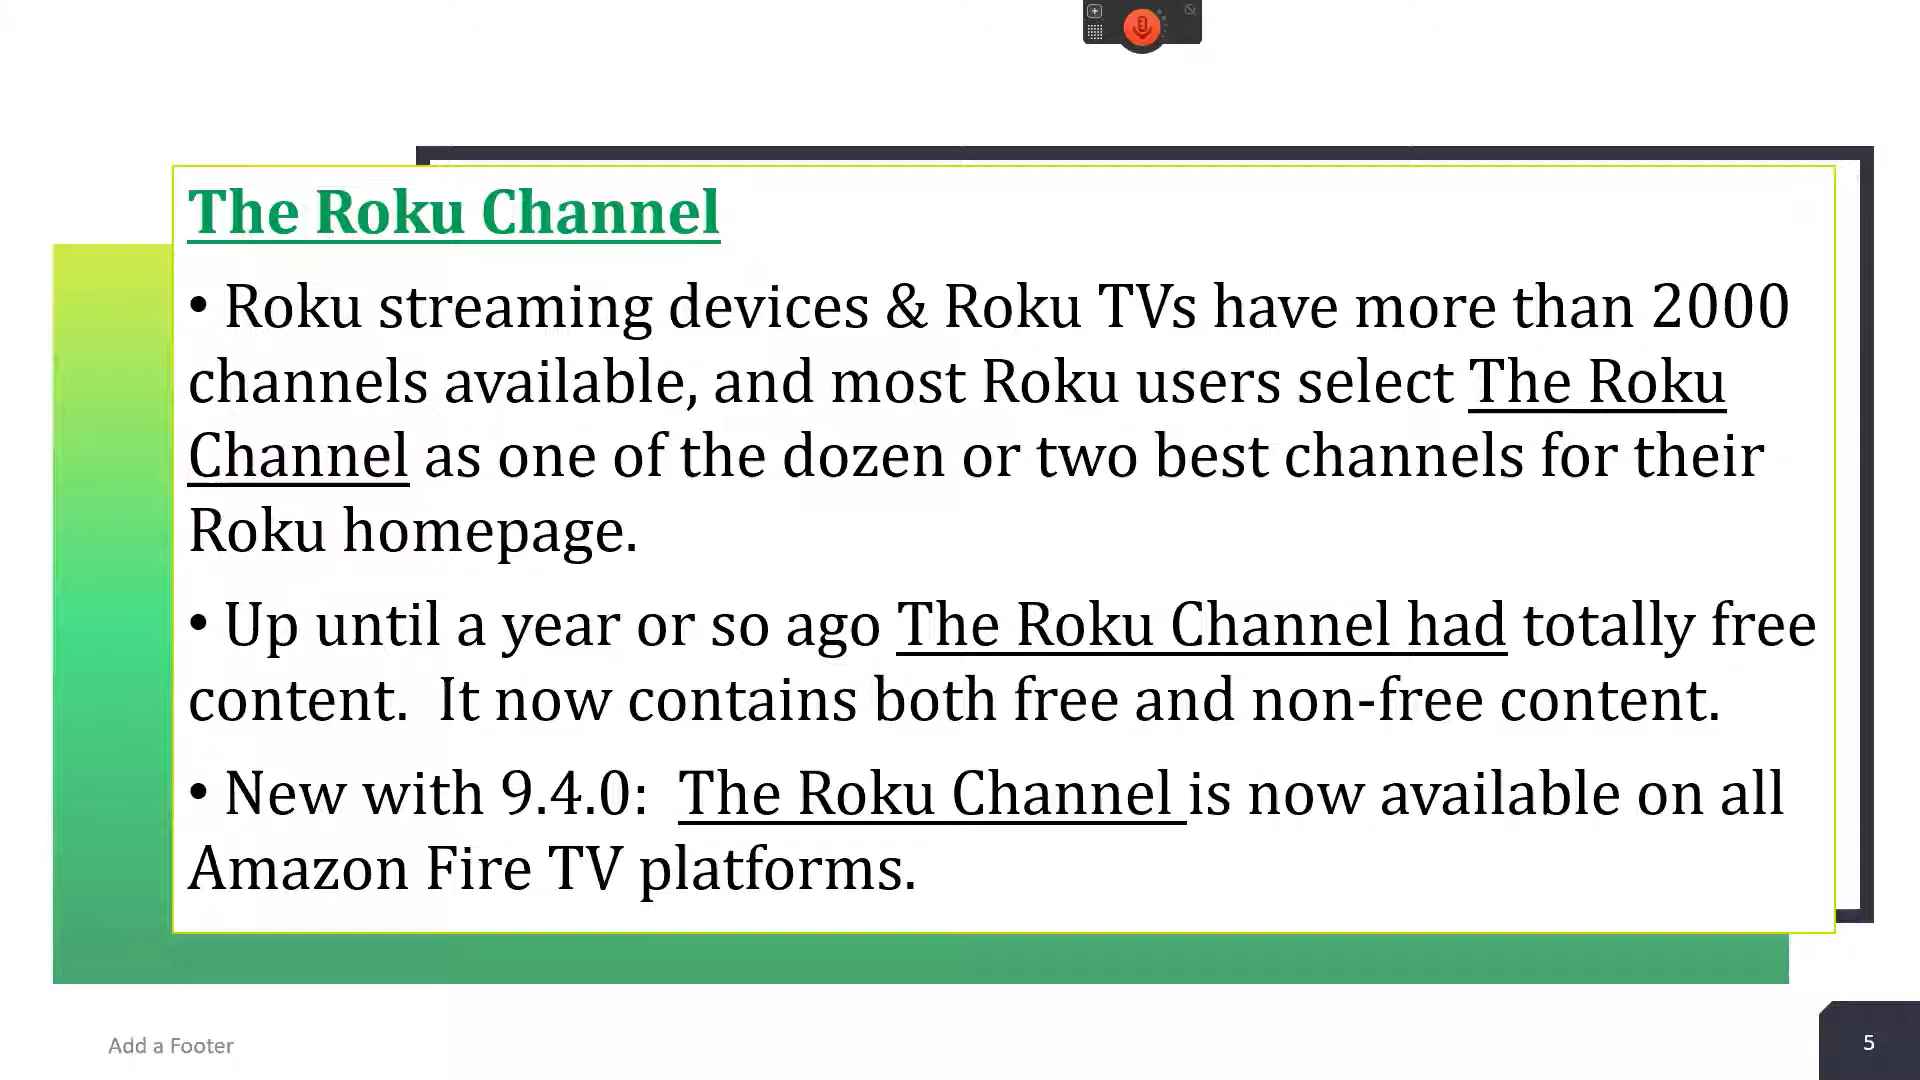 The Roku Channel
• Roku streaming devices & Roku TVs have more than 2000
channels available, and most Roku users select The Roku
Channel as one of the dozen or two best channels for their
Roku homepage.
• Up until a year or so ago The Roku Channel had totally free
content.  It now contains both free and non-free content.
• New with 9.4.0:  The Roku Channel is now available on all
Amazon Fire TV platforms.
Add a Footer
5